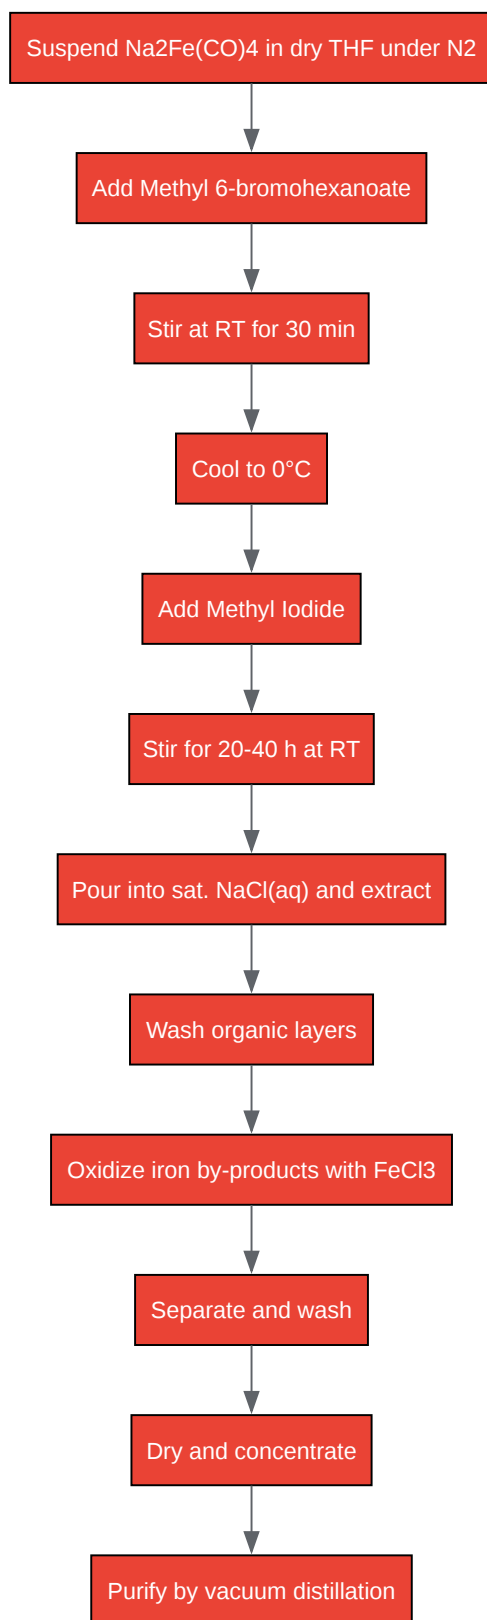 Suspend Na2Fe(CO)4 in dry THF under N2
Add Methyl 6-bromohexanoate
Stir at RT for 30 min
Cool to 0°C
Add Methyl Iodide
Stir for 20-40 h at RT
Pour into sat. NaCl(aq) and extract
Wash organic layers
Oxidize iron by-products with FeCl3
Separate and wash
Dry and concentrate
Purify by vacuum distillation